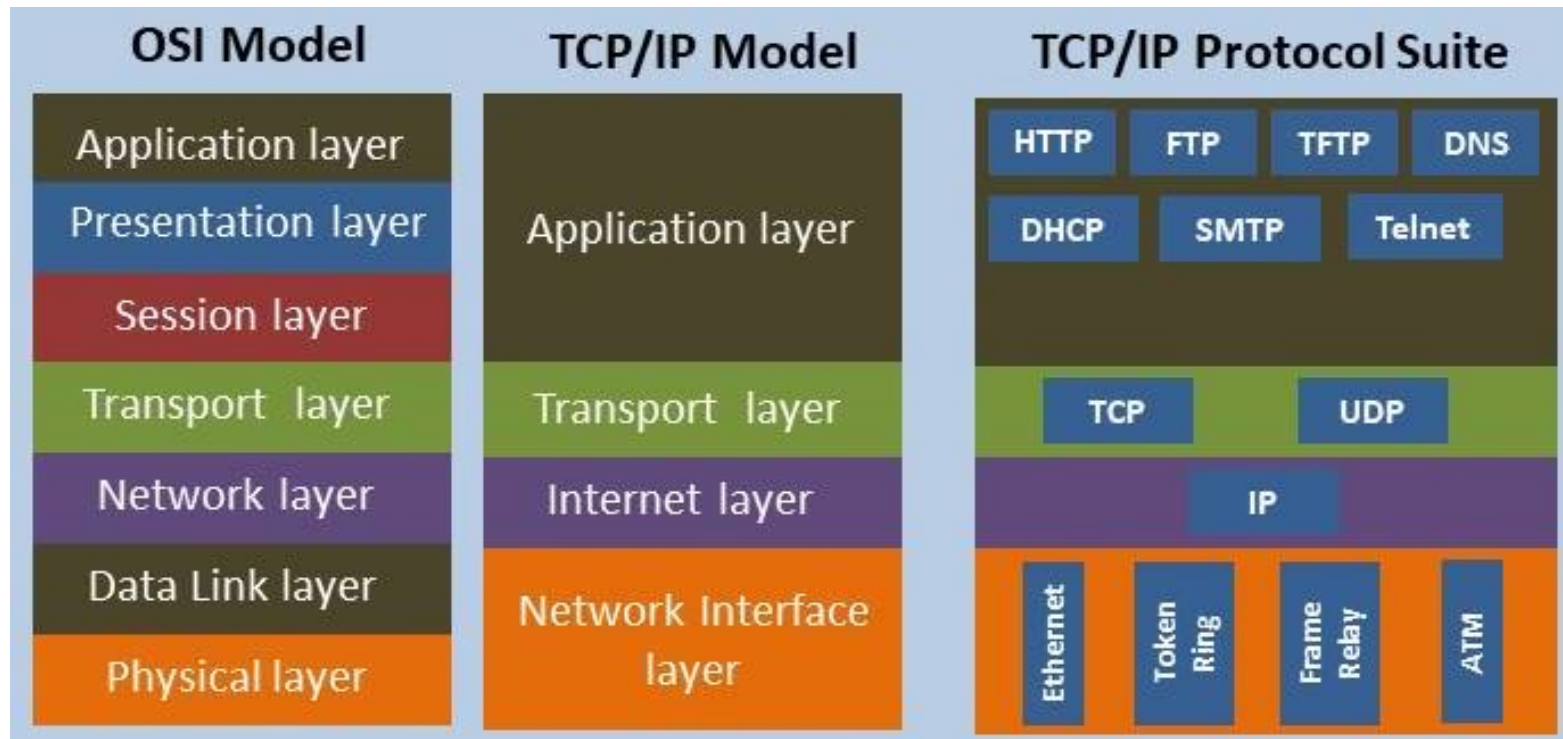 OSI Model
Application layer
Presentation layer
Session layer
Transport layer
Network layer
Data Link layer
Physical layer
TCP/IP Model
Application layer
Transport layer
Internet layer
Network Interface
layer
TCP/IP Protocol Suite
HTTP FTP TFTP DNS
DHCP SMTP Telnet
TCP UDP
IP
Ethernet
Token
Ring
Frame
Relay
ATM